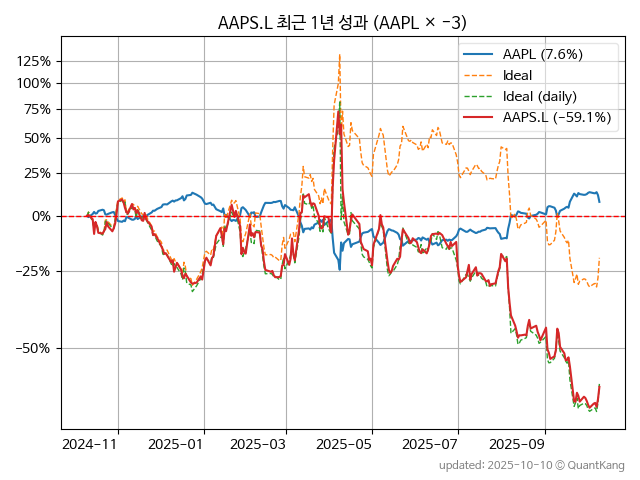 AAPS.L 최근 1년 성과 (AAPL × −3)
AAPL (7.6%)
Ideal
Ideal (daily)
AAPS.L (−59.1%)
125%
100%
75%
50%
25%
0%
−25%
−50%
2024-11
2025-01
2025-03
2025-05
2025-07
2025-09
updated: 2025-10-10 © QuantKang